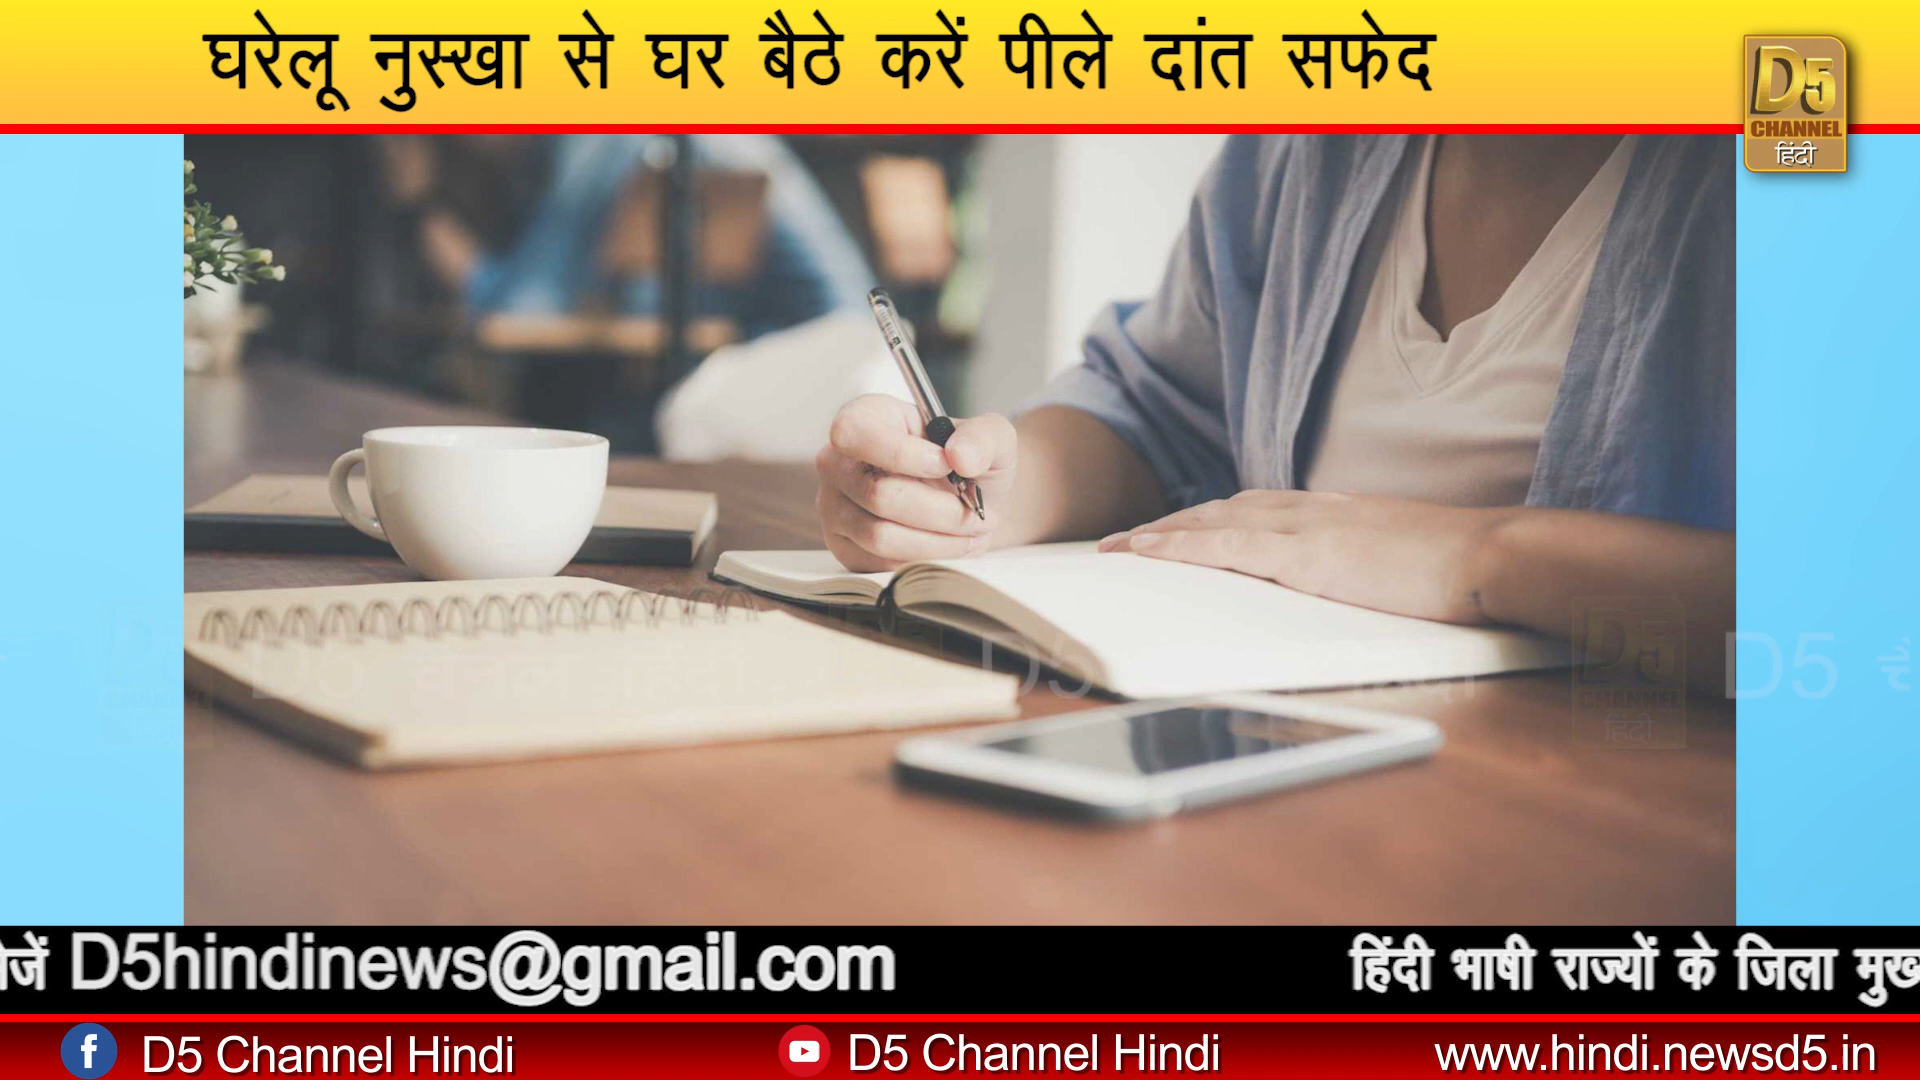 घरेलू नुस्खा से घर बैठे करें पीले दांत सफेद
D5
CHANNEL
हिंदी
D5hindinews@gmail.com
हिंदी भाषी राज्यों के जिला
D5 Channel Hindi
D5 Channel Hindi
www.hindi.newsd5.in